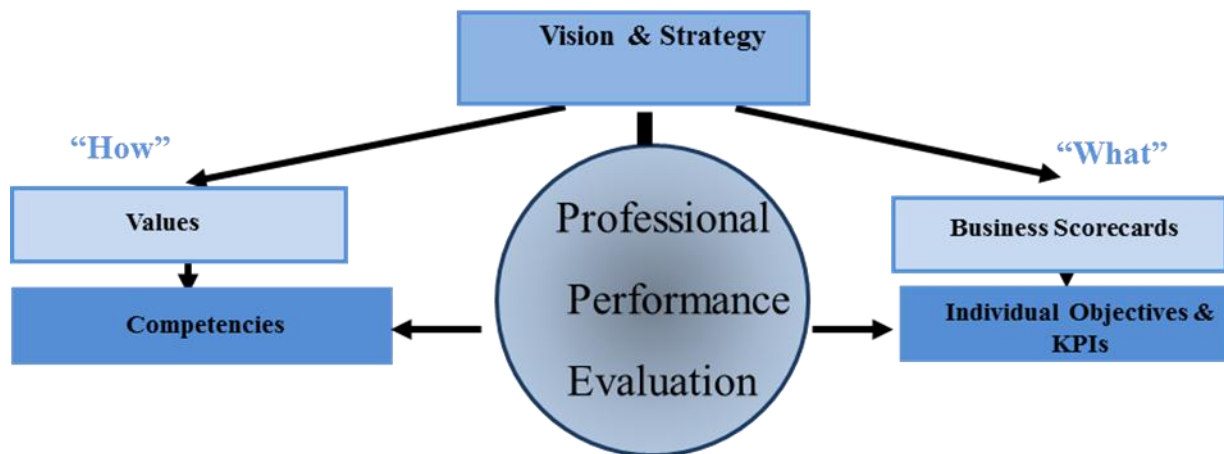 Vision & Strategy
“How”
“What”
Values
Competencies
Professional
Performance
Evaluation
Business Scorecards
Individual Objectives &
KPIs